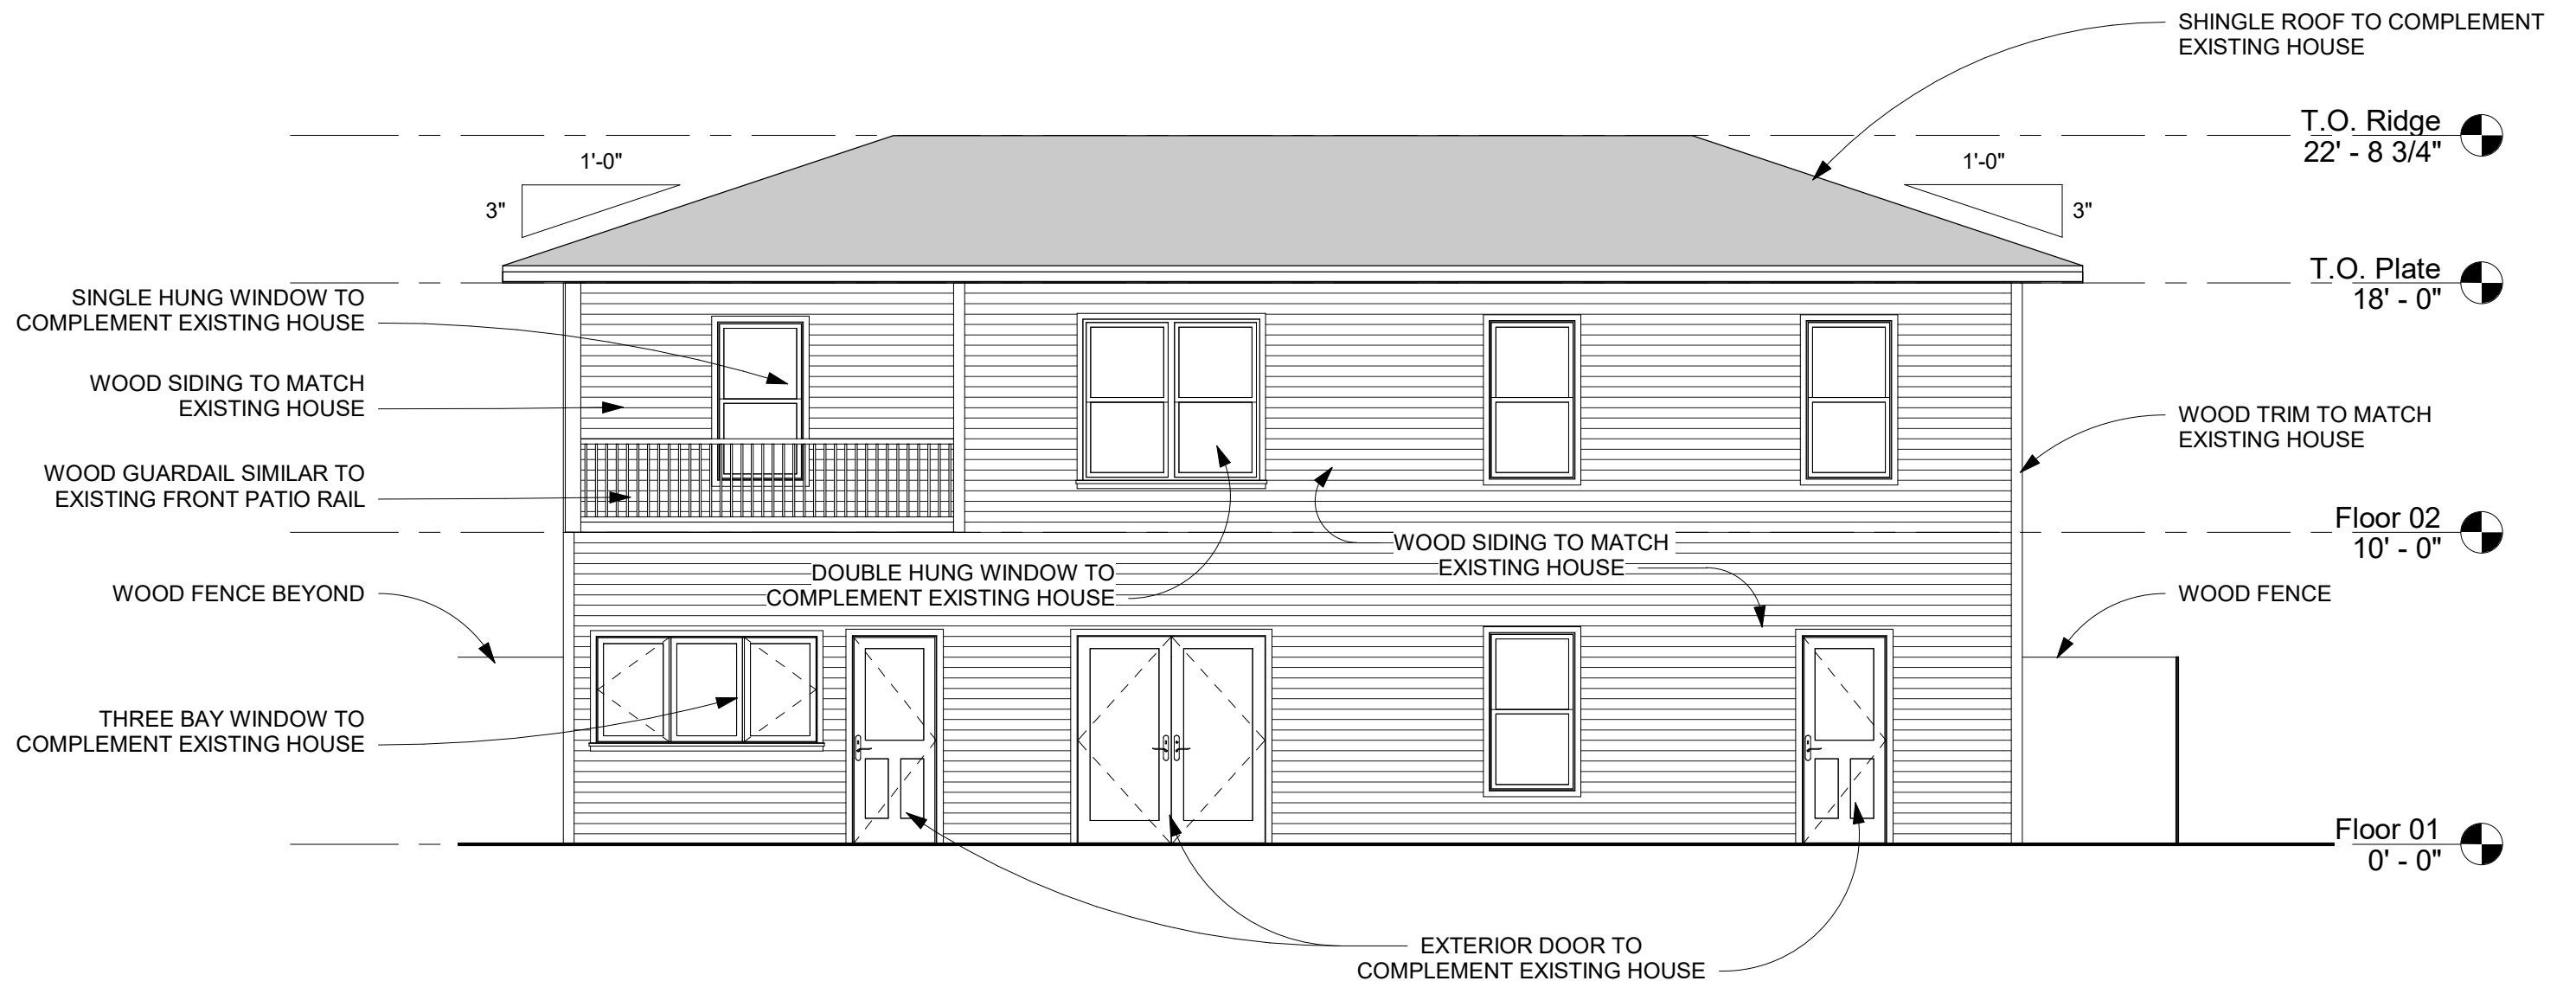 SHINGLE ROOF TO COMPLEMENT
EXISTING HOUSE
T.O. Ridge
22' - 8 3/4"
1'-0"
3"
1'-0"
3"
T.O. Plate
18' - 0"
SINGLE HUNG WINDOW TO
COMPLEMENT EXISTING HOUSE
WOOD SIDING TO MATCH
EXISTING HOUSE
WOOD GUARDAIL SIMILAR TO
EXISTING FRONT PATIO RAIL
WOOD TRIM TO MATCH
EXISTING HOUSE
Floor 02
10' - 0"
WOOD SIDING TO MATCH
EXISTING HOUSE
DOUBLE HUNG WINDOW TO
COMPLEMENT EXISTING HOUSE
WOOD FENCE BEYOND
WOOD FENCE
THREE BAY WINDOW TO
COMPLEMENT EXISTING HOUSE
Floor 01
0' - 0"
EXTERIOR DOOR TO
COMPLEMENT EXISTING HOUSE